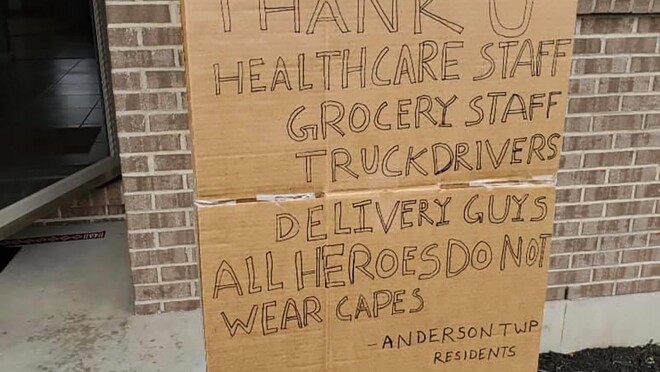 THANK U
HEALTHCARE STAFF
GROCERY STAFF
TRUCKDRIVERS
DELIVERY GUYS
ALL HEROES DO NOT
WEAR CAPES
-ANDERSON TWP
RESIDENTS